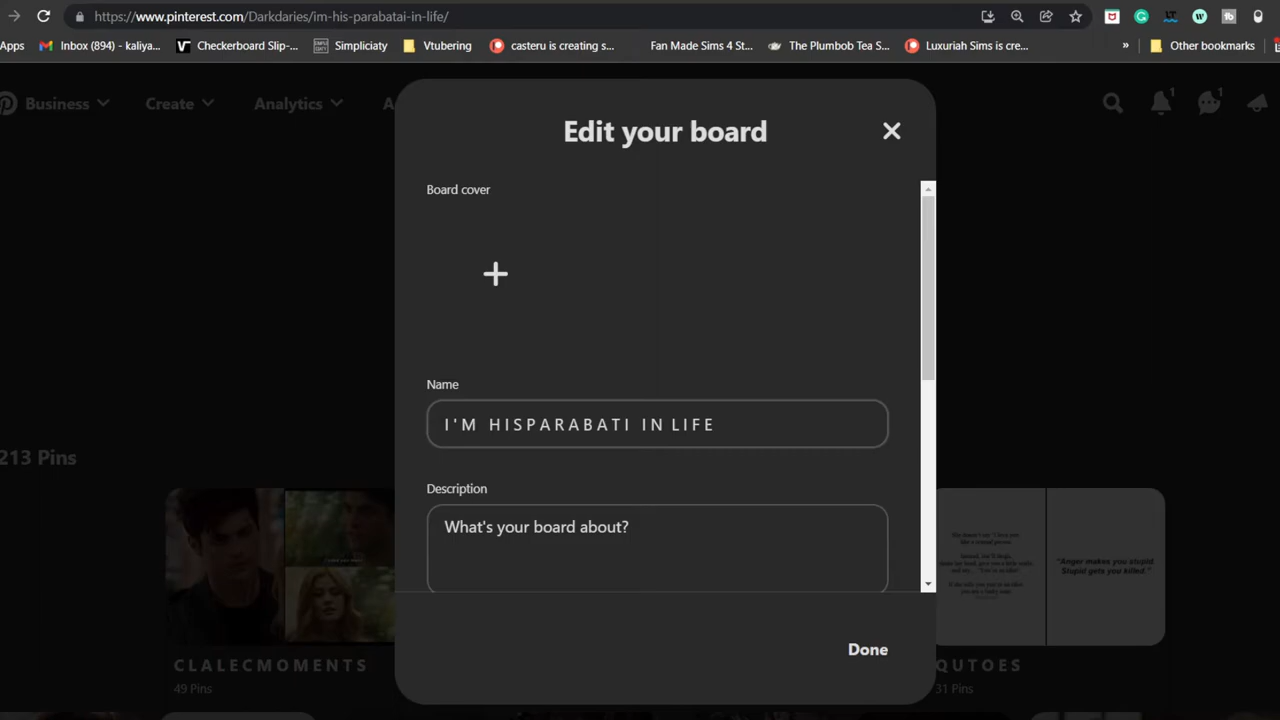 https://www.pinterest.com/Darkdaries/im-his-parabatai-in-life/
Apps
Inbox (894) - kaliya...
Checkerboard Slip-...
Simpliciaty
Vtubering
casteru is creating s...
Fan Made Sims 4 St...
The Plumbob Tea S...
Luxuriah Sims is cre...
»
Other bookmarks
Business
Create
Analytics
A
1
1
Edit your board
Board cover
Name
I'M HISPARABATI IN LIFE
213 Pins
Description
What's your board about?
"Anger makes you stupid
Stupid gets you killed."
Done
CLALECMOMENTS
49 Pins
QUTOES
31 Pins